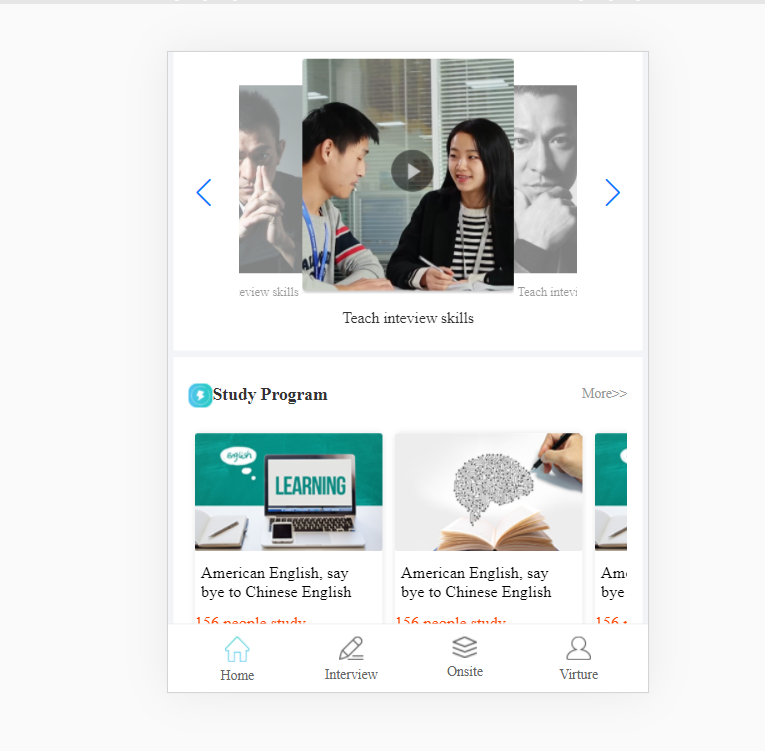 eview skills
Teach intevi
Teach inteview skills
Study Program
More>>
English
LEARNING
American English, say
bye to Chinese English
156 people study
American English, say
bye to Chinese English
156 people study
Ame
bye
156
Home
Interview
Onsite
Virture